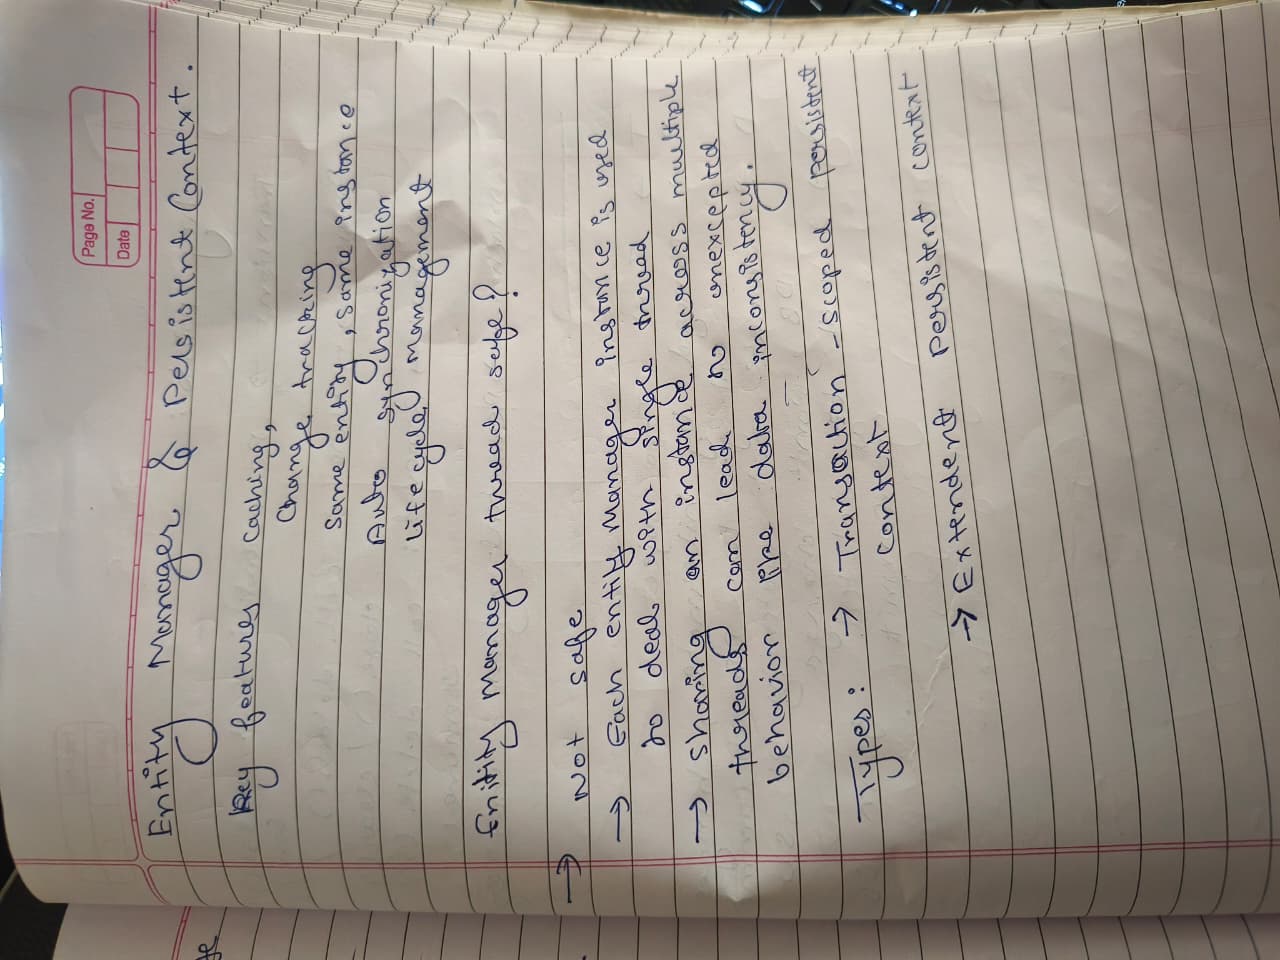 Page No.
Date
Entity Manager & Persistent Context.
Key features caching,
Change tracking
Same entity, same instance
Auto synchronization
Life cycle management
Enitity manager thread safe?
→ Not safe
→ Each entity Manager instance is used
to deal with single thread
→ sharing an instance across multiple
threads can lead to unexcepted
behavior like data inconsistency.
Types: → Transaction - scoped persistent
context
→ Extendent persistent context